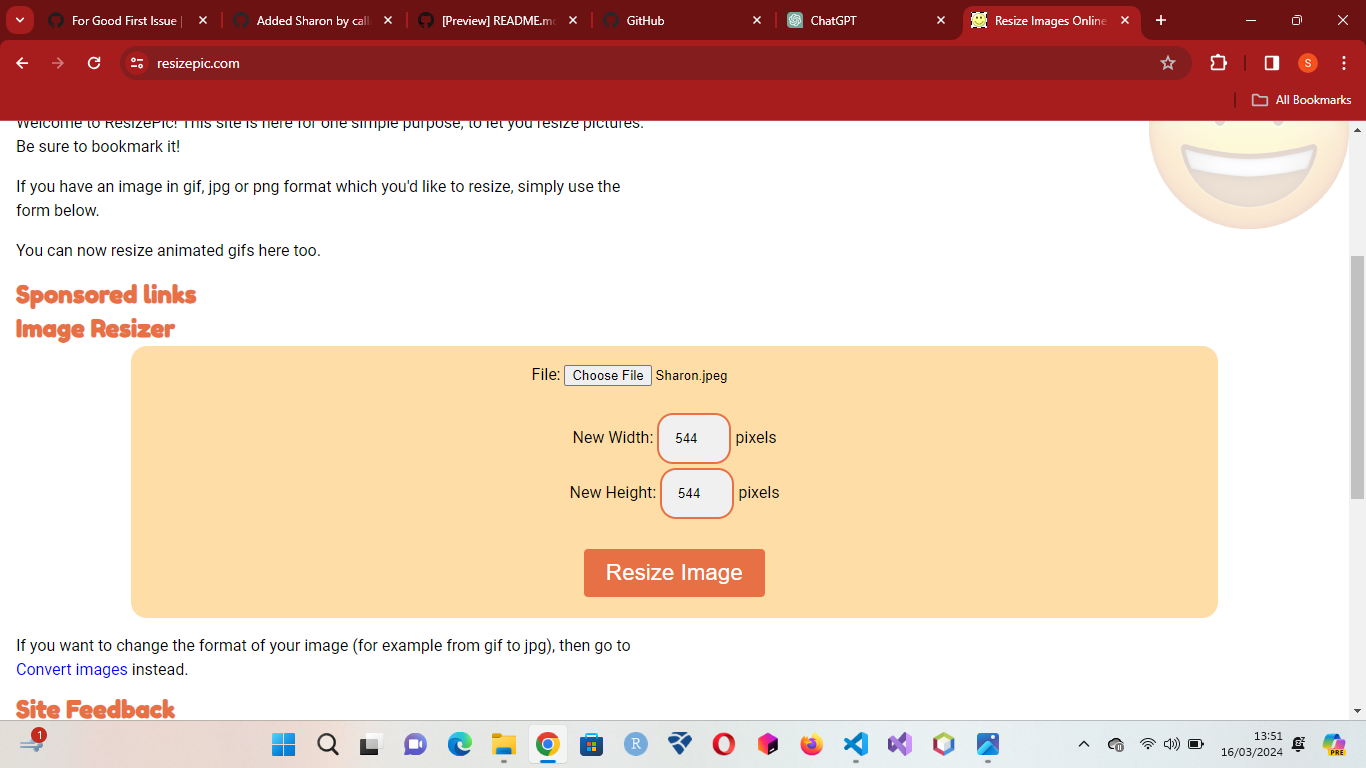 For Good First Issue |
Added Sharon by call
[Preview] README.md
GitHub
ChatGPT
Resize Images Online
resizepic.com
S
All Bookmarks
Welcome to ResizePic! This site is here for one simple purpose, to let you resize pictures.
Be sure to bookmark it!
If you have an image in gif, jpg or png format which you'd like to resize, simply use the
form below.
You can now resize animated gifs here too.
Sponsored links
Image Resizer
File: Choose File Sharon.jpeg
New Width: 544 pixels
New Height: 544 pixels
Resize Image
If you want to change the format of your image (for example from gif to jpg), then go to
Convert images instead.
Site Feedback
1
R
13:51
16/03/2024
PRE